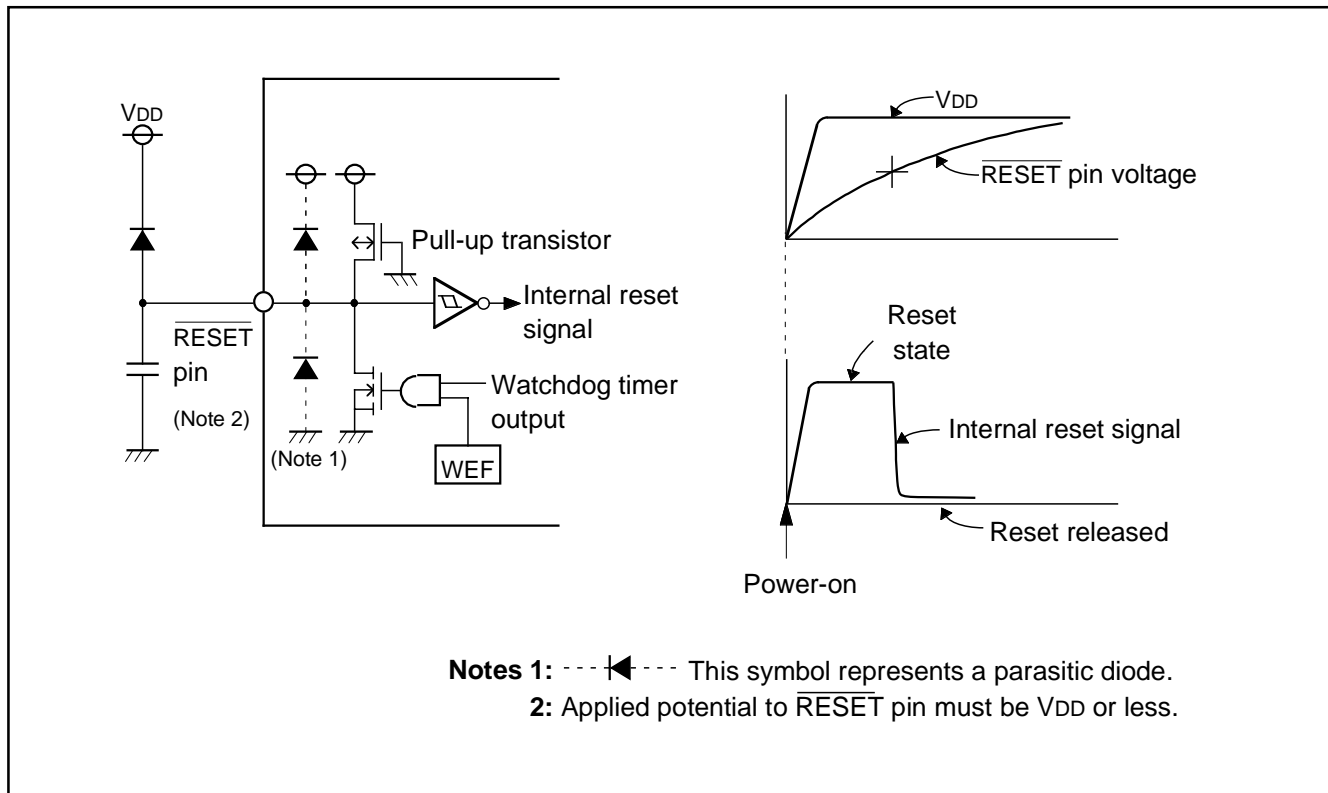 VDD
Pull-up transistor
Internal reset
signal
RESET
pin
(Note 2)
Watchdog timer
output
(Note 1)
WEF
VDD
RESET pin voltage
Reset
state
Internal reset signal
Reset released
Power-on
Notes 1: This symbol represents a parasitic diode.
2: Applied potential to RESET pin must be VDD or less.